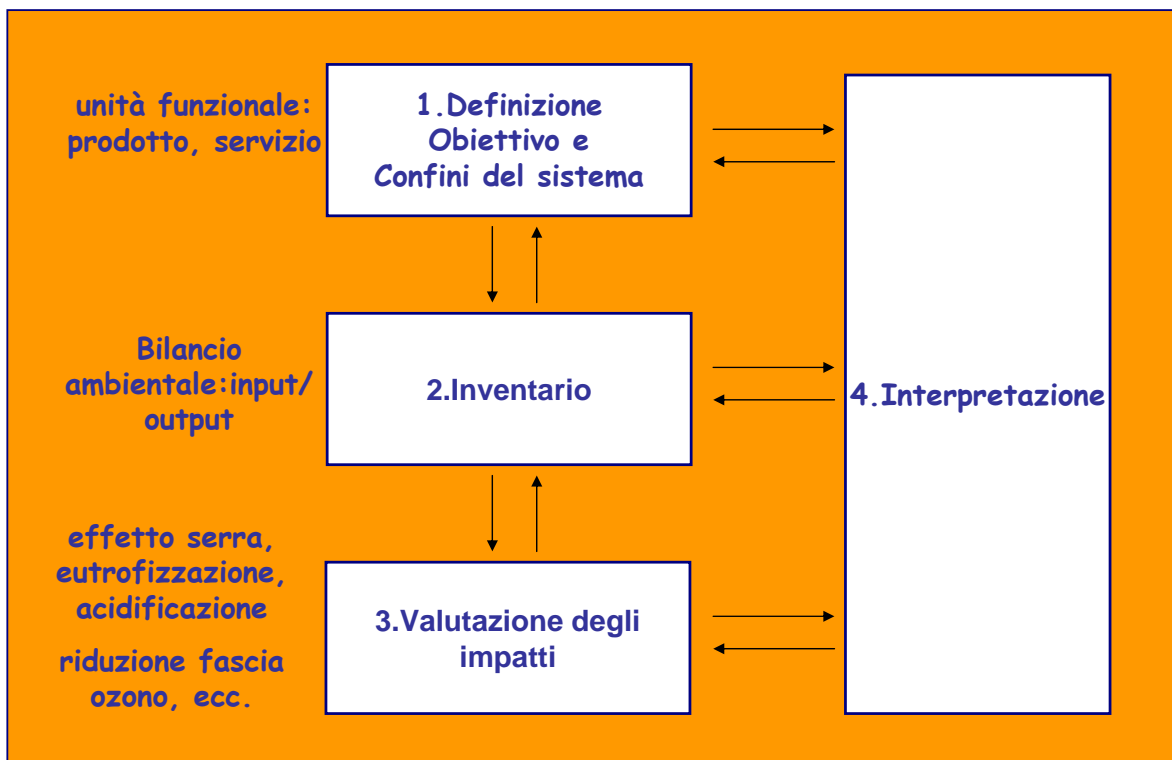 unità funzionale:
prodotto, servizio
1.Definizione
Obiettivo e
Confini del sistema
Bilancio
ambientale:input/
output
2.Inventario
4.Interpretazione
effetto serra,
eutrofizzazione,
acidificazione
riduzione fascia
ozono, ecc.
3.Valutazione degli
impatti